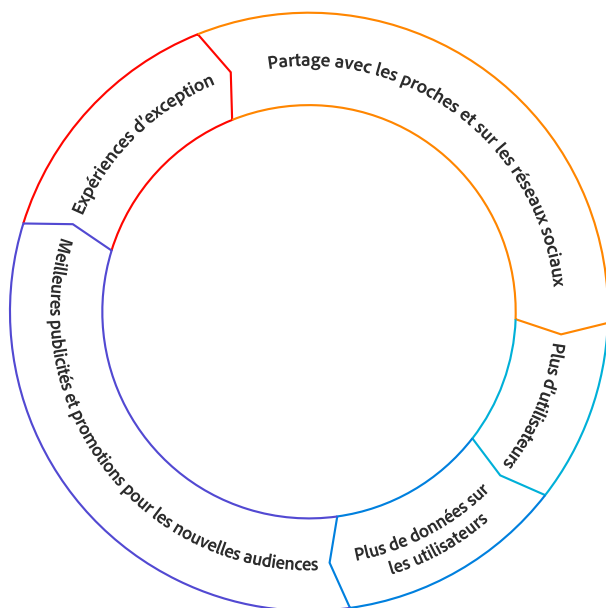 Expériences d'exception
Partage avec les proches et sur les réseaux sociaux
Plus d'utilisateurs
Plus de données sur
les utilisateurs
Meilleures publicités et promotions pour les nouvelles audiences